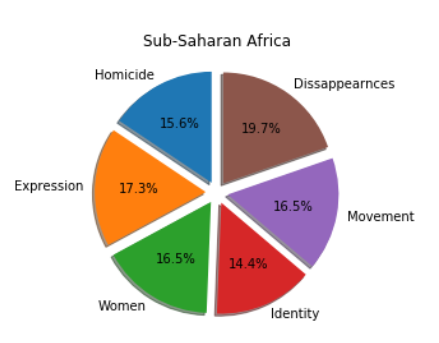 Sub-Saharan Africa
Homicide
Dissappearnces
15.6%
19.7%
Expression
17.3%
16.5%
Movement
16.5%
14.4%
Women
Identity